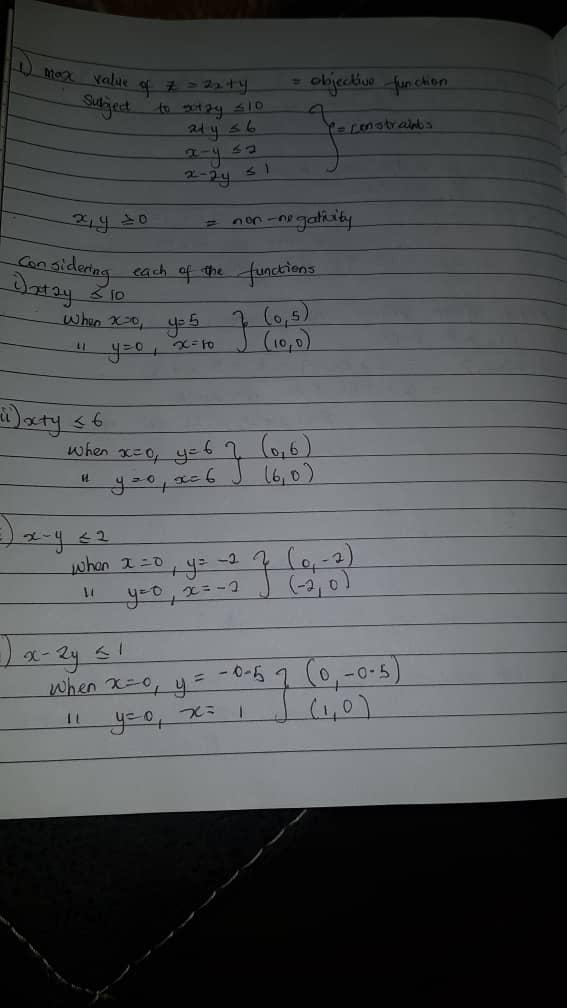 1) max value of z = 2x+y = objective function
Subject to x+2y ≤ 10
x+y ≤ 6 } = constraints
x-y ≤ 2
x-2y ≤ 1
x,y ≥ 0 = non-negativity
Considering each of the functions
i) x+2y ≤ 10
When x=0, y=5 } (0,5)
" y=0, x=10 (10,0)
ii) x+y ≤ 6
when x=0, y=6 } (0,6)
" y=0, x=6 (6,0)
) x-y ≤ 2
when x=0, y= -2 } (0,-2)
" y=0, x= -2 (-2,0)
) x-2y ≤ 1
When x=0, y= -0.5 } (0,-0.5)
" y=0, x= 1 (1,0)